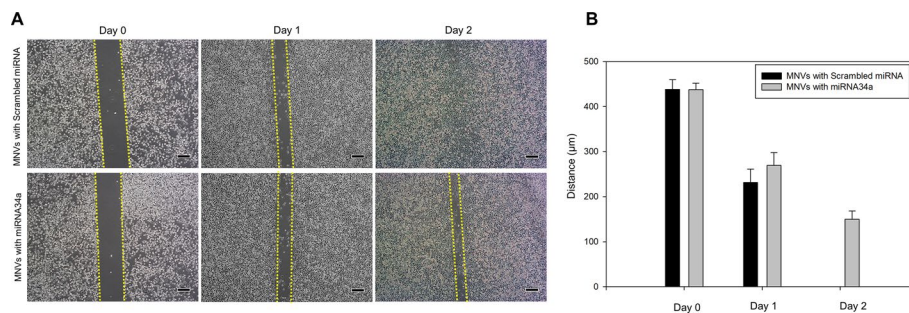 A
Day 0
Day 1
Day 2
MNVs with Scrambled miRNA
MNVs with miRNA34a
B
500
400
300
200
100
0
Distance (µm)
MNVs with Scrambled miRNA
MNVs with miRNA34a
Day 0
Day 1
Day 2